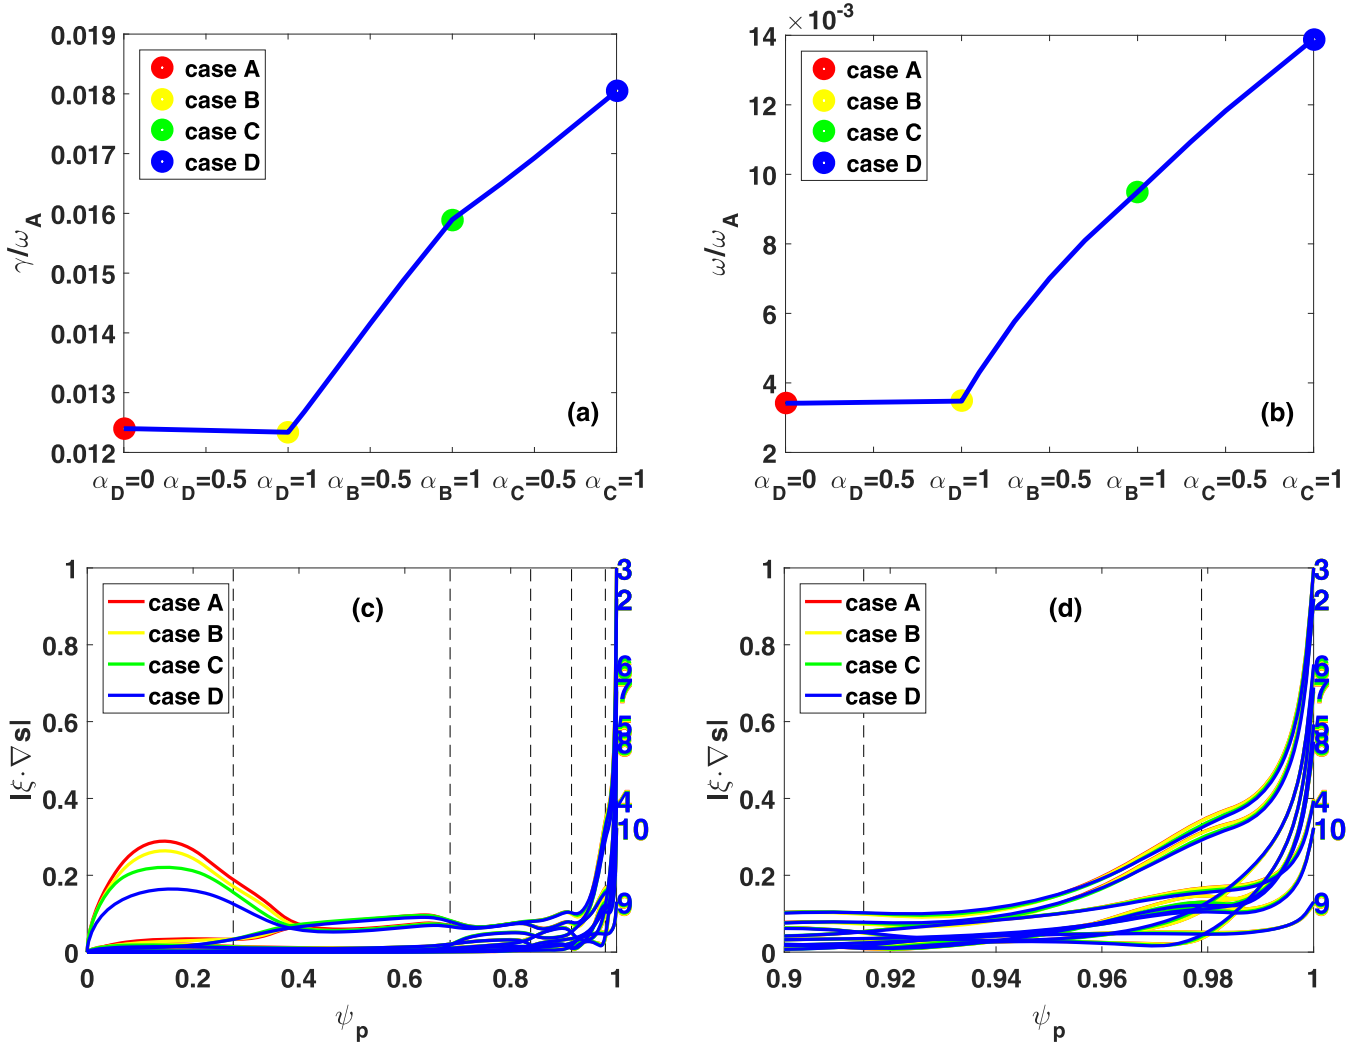 0.019
0.018
0.017
0.016
0.015
0.014
0.013
0.012
γ/ω_A
case A
case B
case C
case D
(a)
α_D=0 α_D=0.5 α_D=1 α_B=0.5 α_B=1 α_C=0.5 α_C=1
×10^-3
14
12
10
8
6
4
2
ω/ω_A
case A
case B
case C
case D
(b)
α_D=0 α_D=0.5 α_D=1 α_B=0.5 α_B=1 α_C=0.5 α_C=1
1
0.8
0.6
0.4
0.2
0
|ξ·∇s|
case A
case B
case C
case D
(c)
3
2
6
7
5
8
4
10
9
0 0.2 0.4 0.6 0.8 1
ψ_p
1
0.8
0.6
0.4
0.2
0
|ξ·∇s|
case A
case B
case C
case D
(d)
3
2
6
7
5
8
4
10
9
0.9 0.92 0.94 0.96 0.98 1
ψ_p